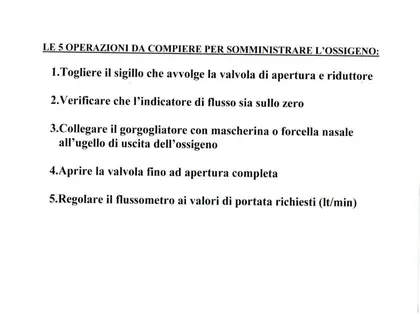 LE 5 OPERAZIONI DA COMPIERE PER SOMMINISTRARE L'OSSIGENO:
1.Togliere il sigillo che avvolge la valvola di apertura e riduttore
2.Verificare che l'indicatore di flusso sia sullo zero
3.Collegare il gorgogliatore con mascherina o forcella nasale
all'ugello di uscita dell'ossigeno
4.Aprire la valvola fino ad apertura completa
5.Regolare il flussometro ai valori di portata richiesti (lt/min)